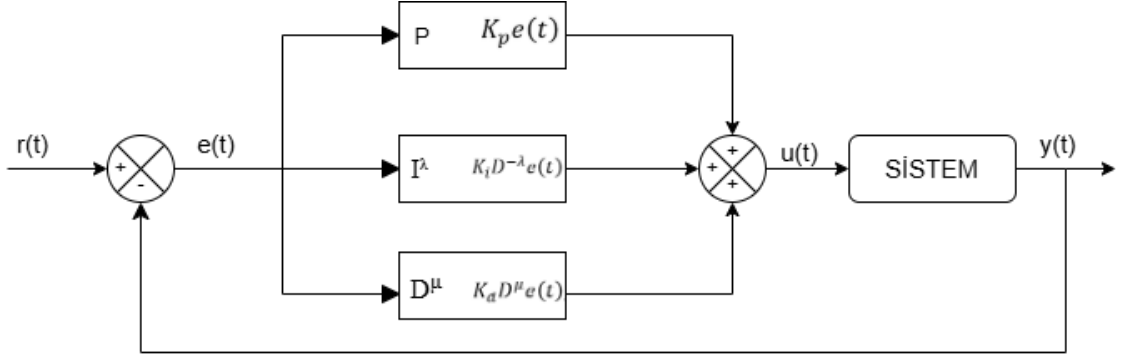 P K_p e(t)
r(t)
+
-
e(t)
I^λ K_i D^{-λ} e(t)
+
+
+
u(t)
SİSTEM
y(t)
D^μ K_d D^μ e(t)